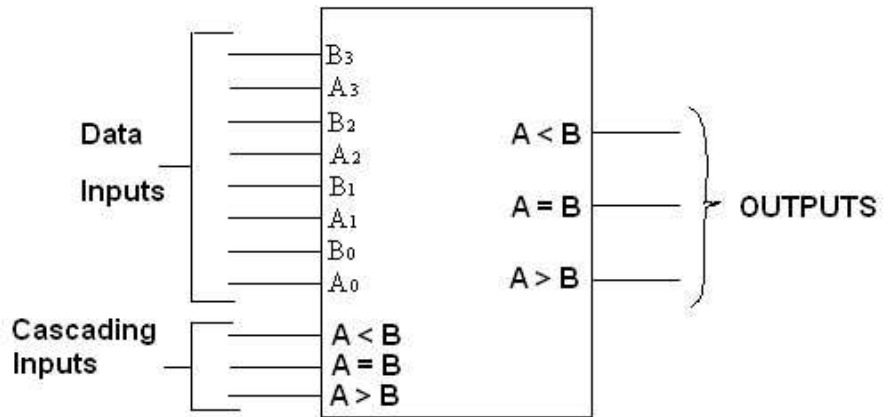 Data
Inputs
B3
A3
B2
A2
B1
A1
B0
A0
Cascading
Inputs
A < B
A = B
A > B
A < B
A = B
A > B
OUTPUTS